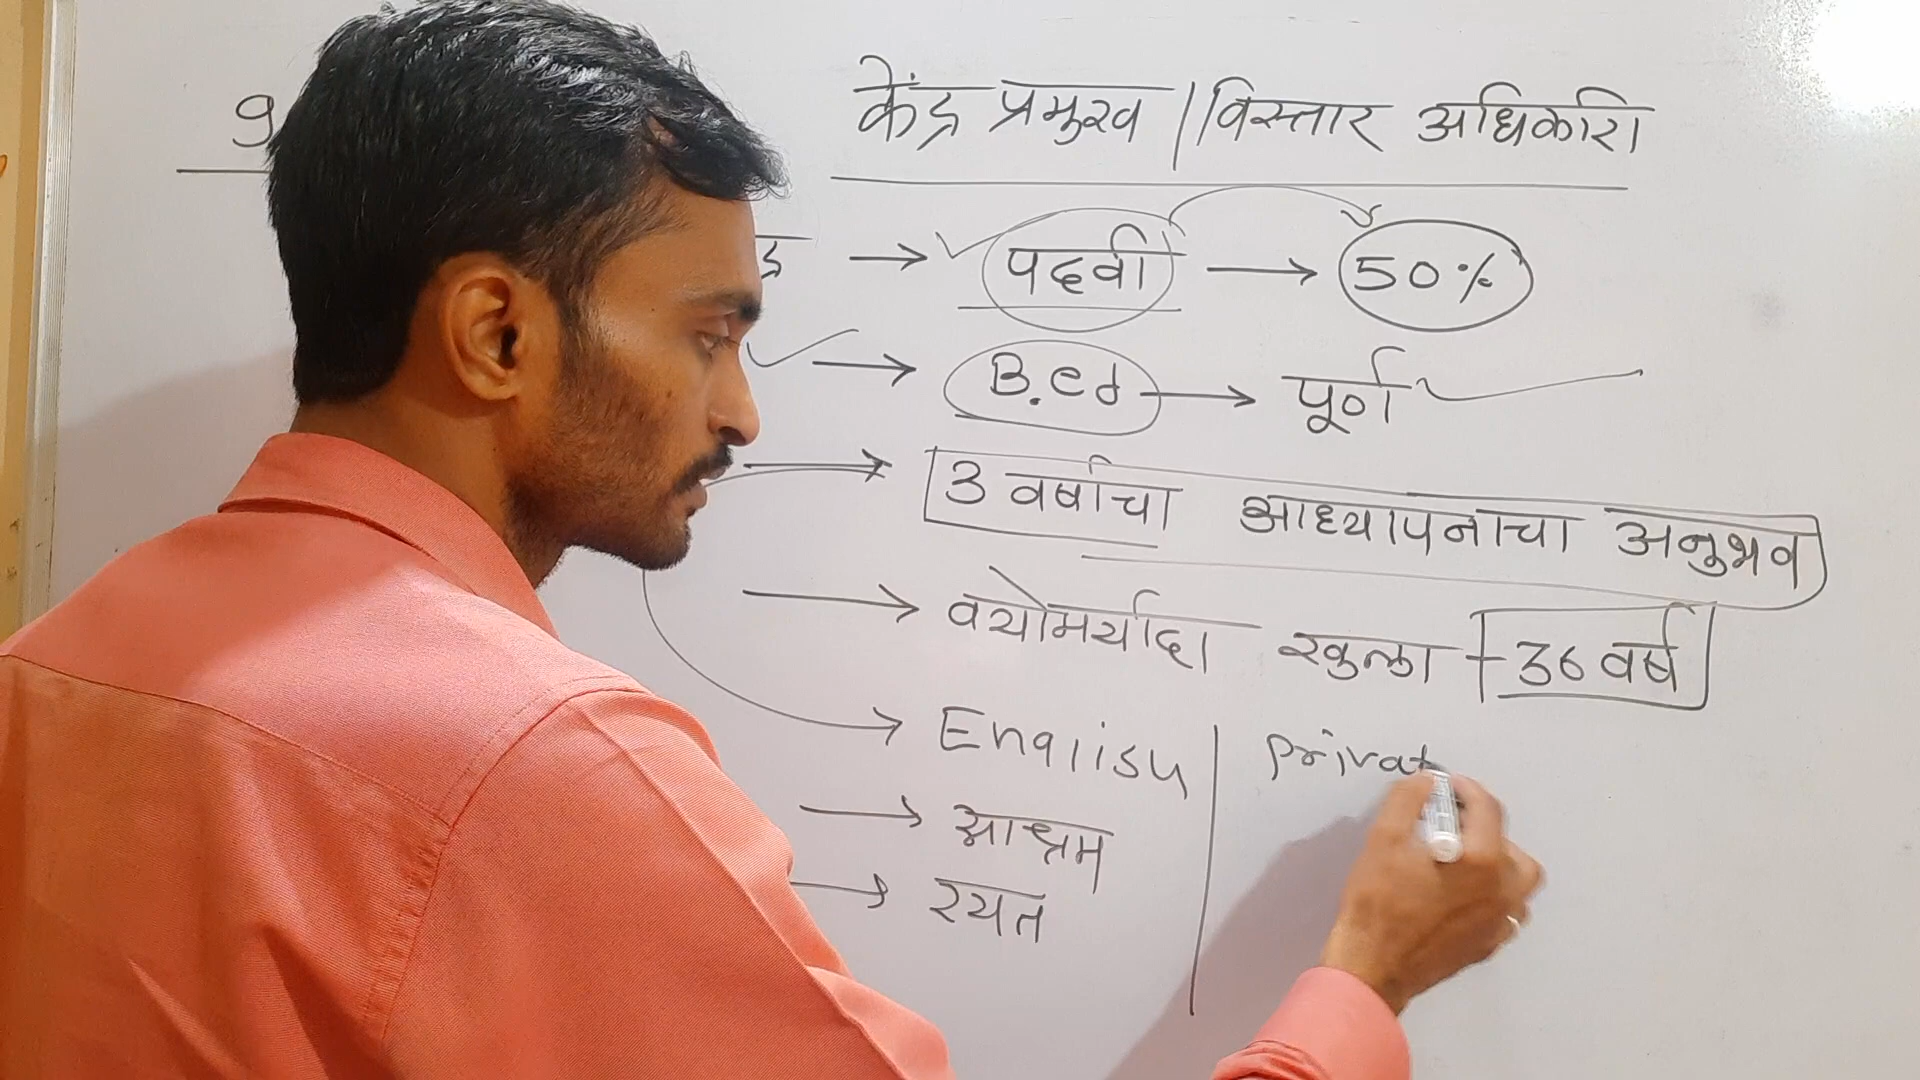 केंद्र प्रमुख / विस्तार अधिकारी
→ पदवी → 50%
→ B.ed → पूर्ण
→ 3 वर्षाचा आध्यापनाचा अनुभव
→ वयोमर्यादा खुला - 36 वर्ष
→ English | privat
→ आश्रम
→ रयत